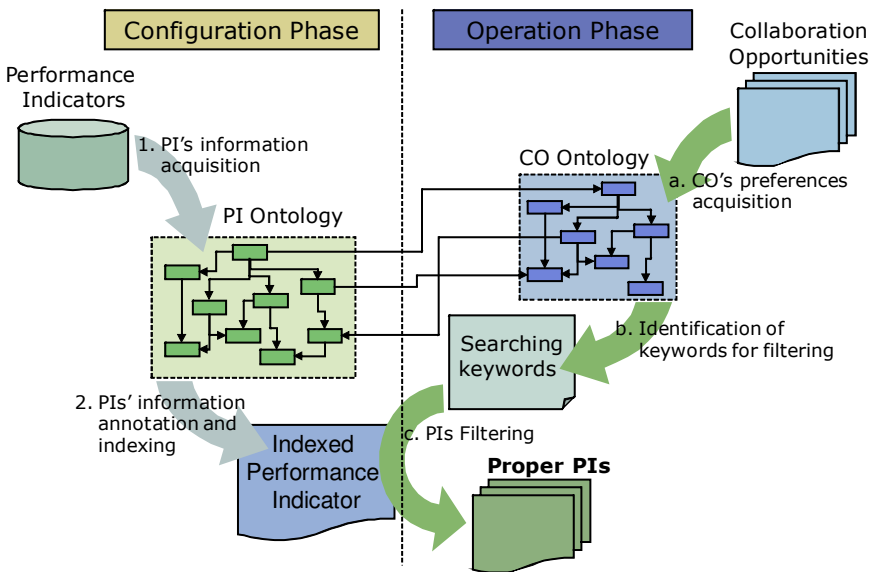 Configuration Phase
Operation Phase
Collaboration
Opportunities
Performance
Indicators
1. PI's information
acquisition
CO Ontology
a. CO's preferences
acquisition
PI Ontology
b. Identification of
keywords for filtering
Searching
keywords
2. PIs' information
annotation and
indexing
c. PIs Filtering
Indexed
Performance
Indicator
Proper PIs